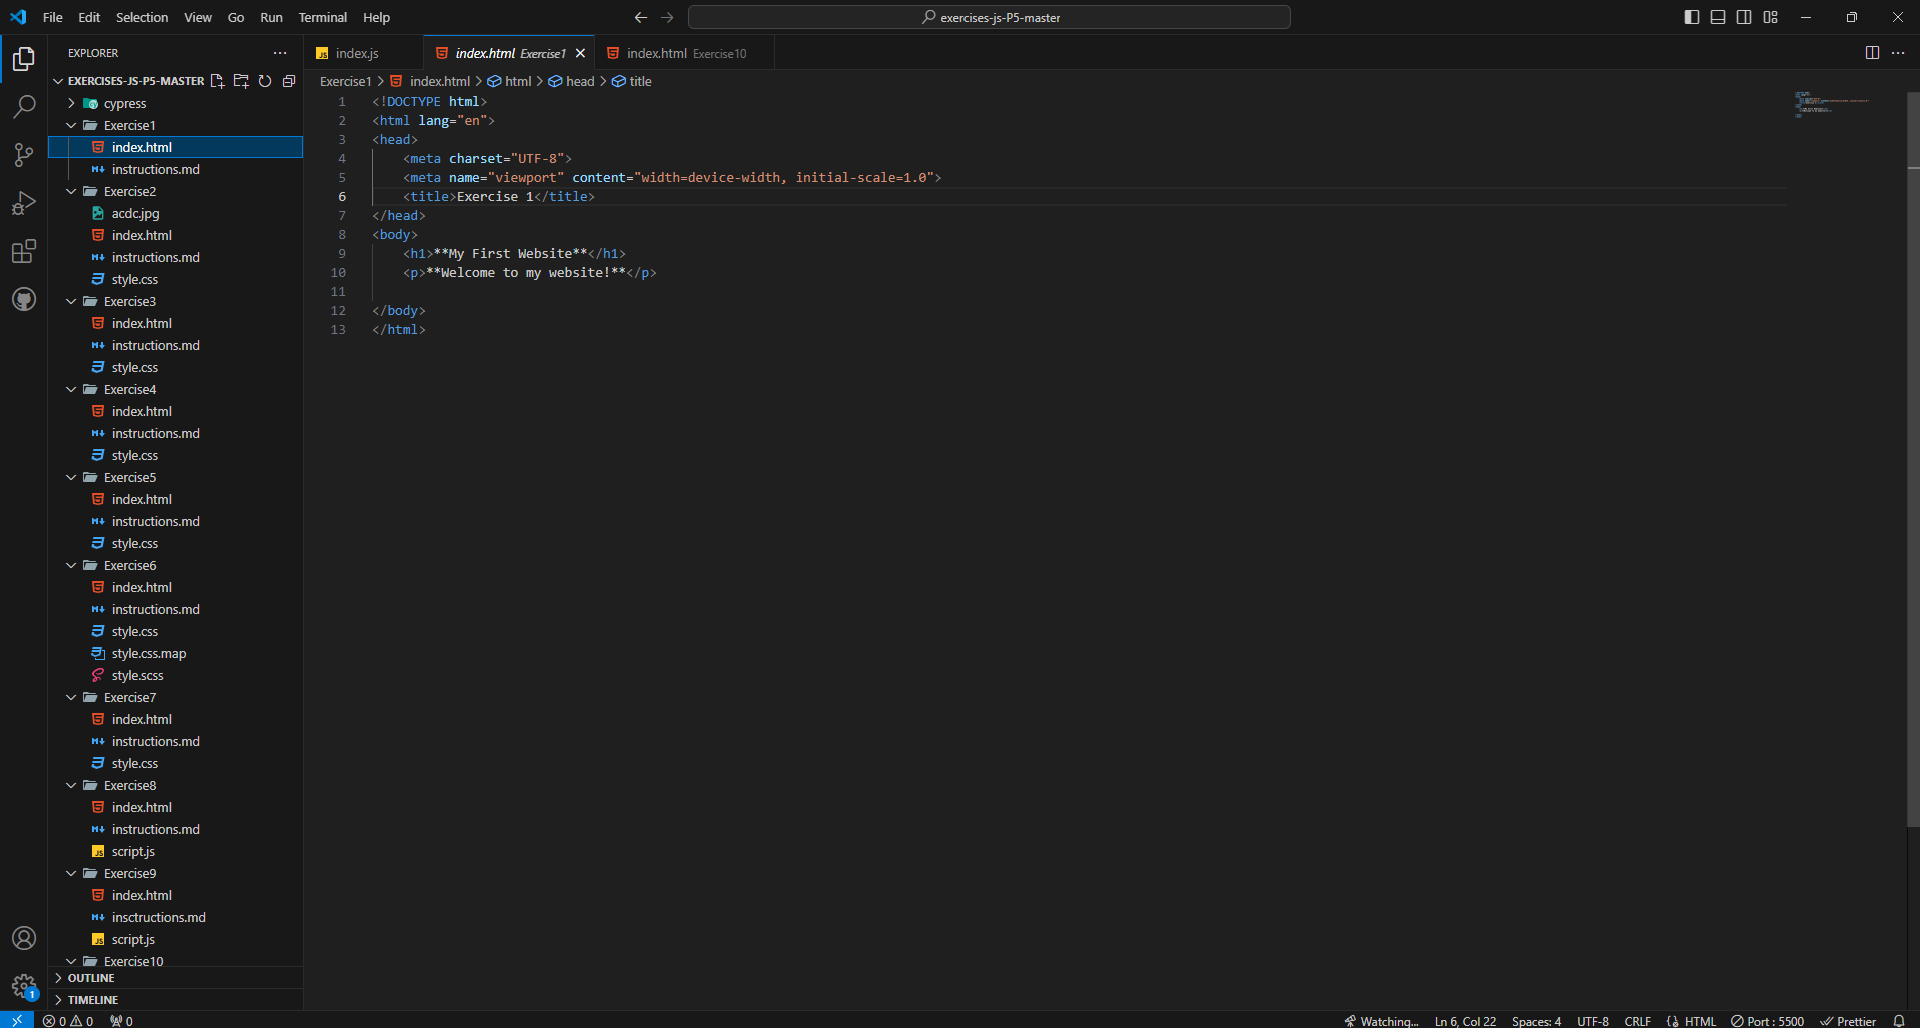 File Edit Selection View Go Run Terminal Help
exercises-js-P5-master
EXPLORER
EXERCISES-JS-P5-MASTER
cypress
Exercise1
index.html
instructions.md
Exercise2
acdc.jpg
index.html
instructions.md
style.css
Exercise3
index.html
instructions.md
style.css
Exercise4
index.html
instructions.md
style.css
Exercise5
index.html
instructions.md
style.css
Exercise6
index.html
instructions.md
style.css
style.css.map
style.scss
Exercise7
index.html
instructions.md
style.css
Exercise8
index.html
instructions.md
script.js
Exercise9
index.html
insctructions.md
script.js
Exercise10
OUTLINE
TIMELINE
index.js
index.html Exercise1
index.html Exercise10
Exercise1 > index.html > html > head > title
1 <!DOCTYPE html>
2 <html lang="en">
3 <head>
4 <meta charset="UTF-8">
5 <meta name="viewport" content="width=device-width, initial-scale=1.0">
6 <title>Exercise 1</title>
7 </head>
8 <body>
9 <h1>**My First Website**</h1>
10 <p>**Welcome to my website!**</p>
11
12 </body>
13 </html>
1
0 0 0
Watching... Ln 6, Col 22 Spaces: 4 UTF-8 CRLF HTML Port : 5500 Prettier